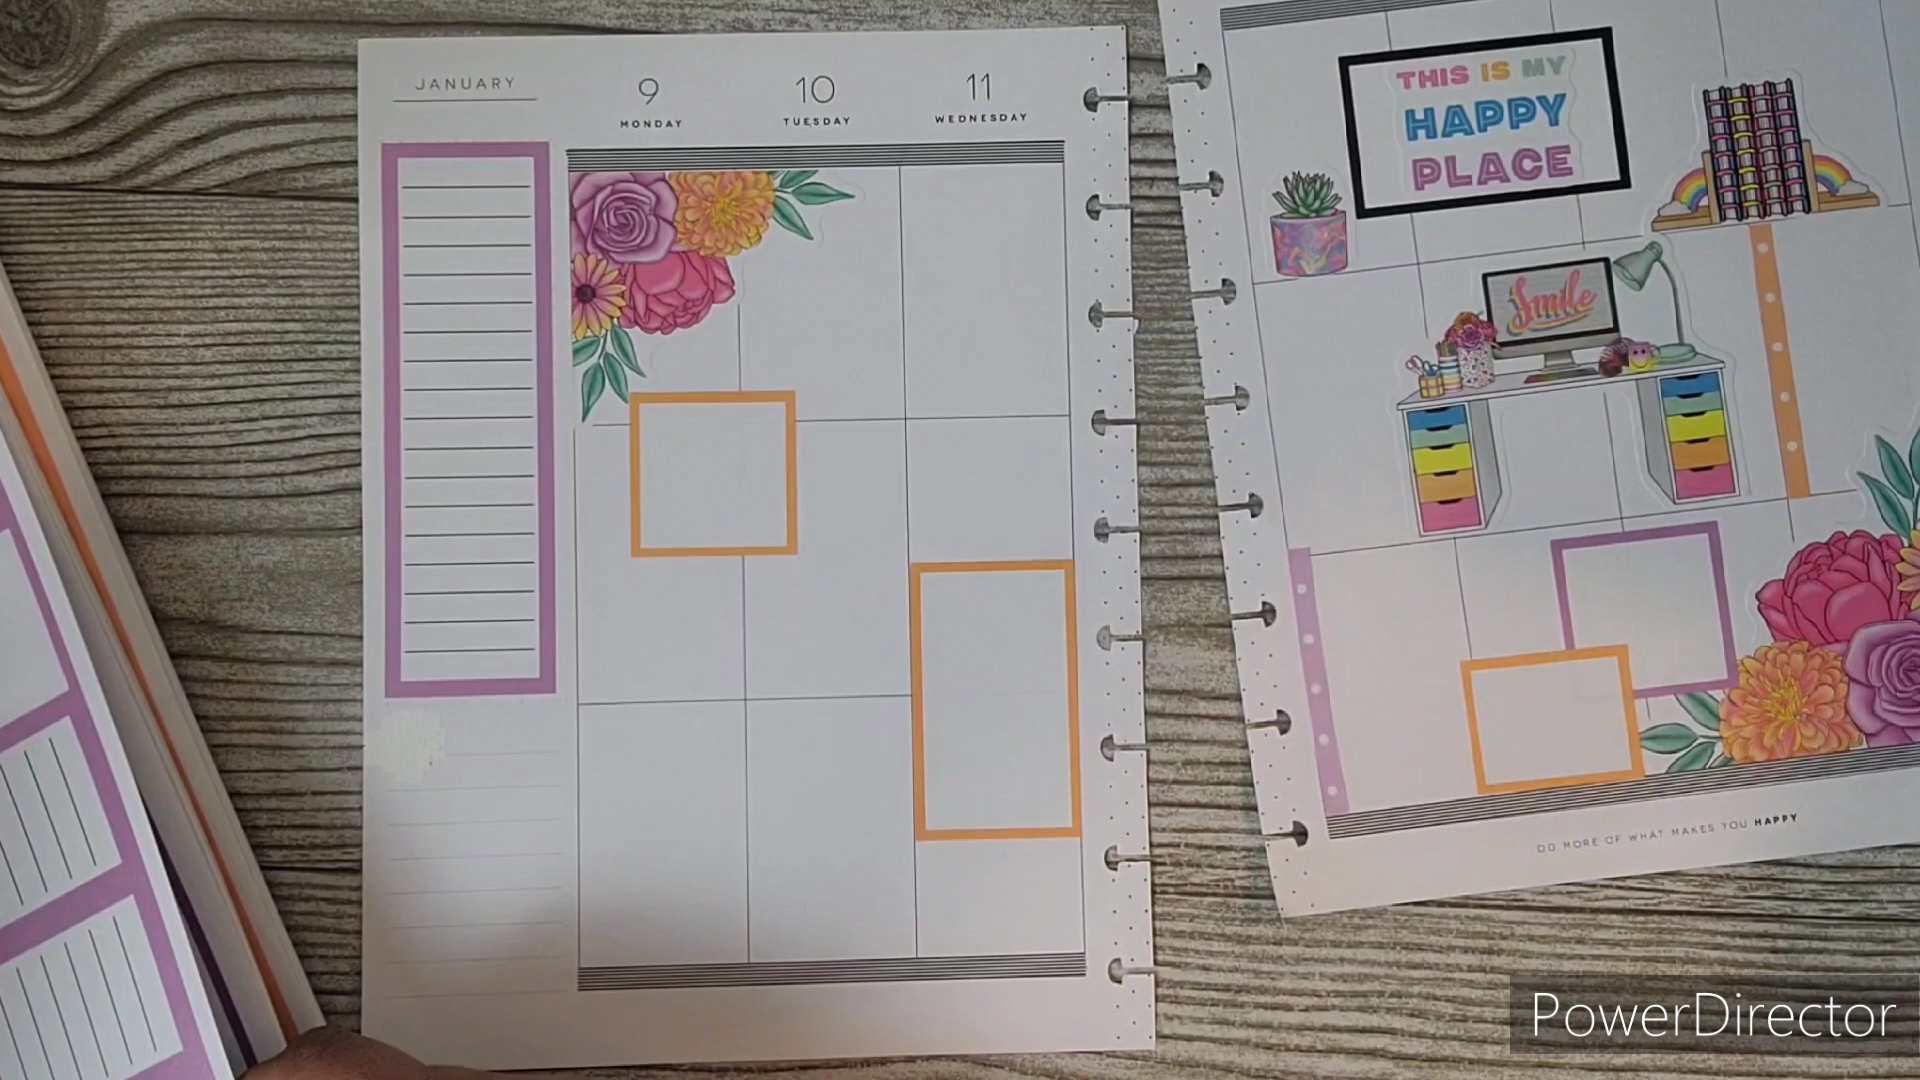 JANUARY
9
MONDAY
10
TUESDAY
11
WEDNESDAY
THIS IS MY
HAPPY
PLACE
Smile
DO MORE OF WHAT MAKES YOU HAPPY
PowerDirector